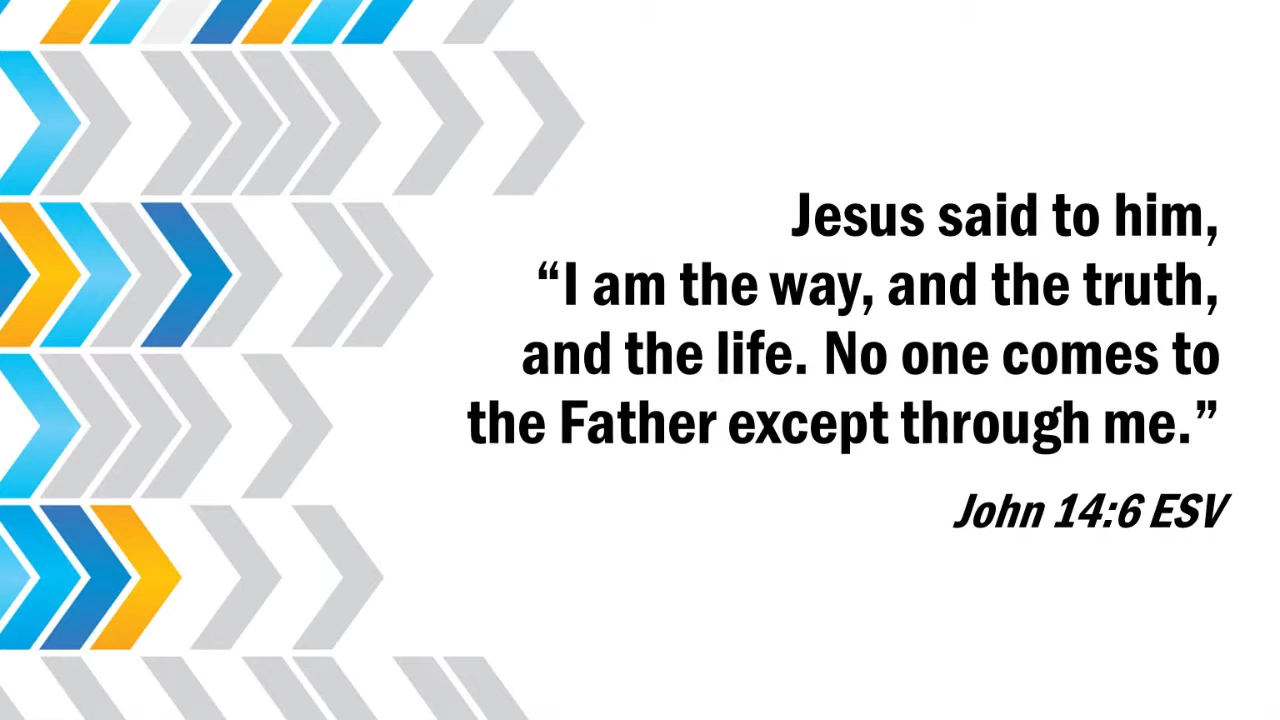 Jesus said to him,
“I am the way, and the truth,
and the life. No one comes to
the Father except through me.”
John 14:6 ESV